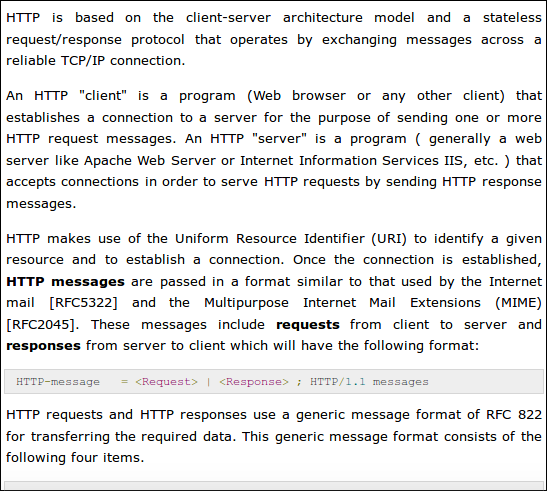 HTTP is based on the client-server architecture model and a stateless
request/response protocol that operates by exchanging messages across a
reliable TCP/IP connection.
An HTTP "client" is a program (Web browser or any other client) that
establishes a connection to a server for the purpose of sending one or more
HTTP request messages. An HTTP "server" is a program ( generally a web
server like Apache Web Server or Internet Information Services IIS, etc. ) that
accepts connections in order to serve HTTP requests by sending HTTP response
messages.
HTTP makes use of the Uniform Resource Identifier (URI) to identify a given
resource and to establish a connection. Once the connection is established,
HTTP messages are passed in a format similar to that used by the Internet
mail [RFC5322] and the Multipurpose Internet Mail Extensions (MIME)
[RFC2045]. These messages include requests from client to server and
responses from server to client which will have the following format:
HTTP-message = <Request> | <Response> ; HTTP/1.1 messages
HTTP requests and HTTP responses use a generic message format of RFC 822
for transferring the required data. This generic message format consists of the
following four items.